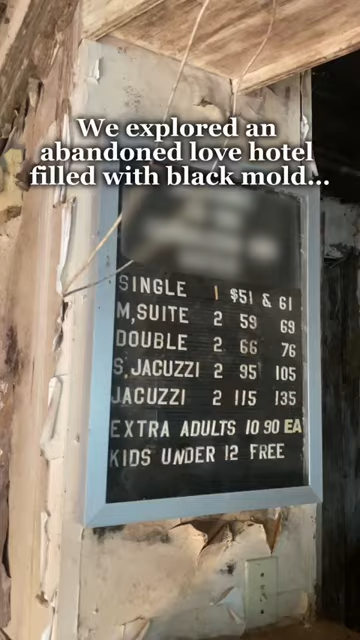 We explored an
abandoned love hotel
filled with black mold...
SINGLE 1 $51 & 61
M,SUITE 2 59 69
DOUBLE 2 66 76
S,JACUZZI 2 95 105
JACUZZI 2 115 135
EXTRA ADULTS 10 90 EA
KIDS UNDER 12 FREE